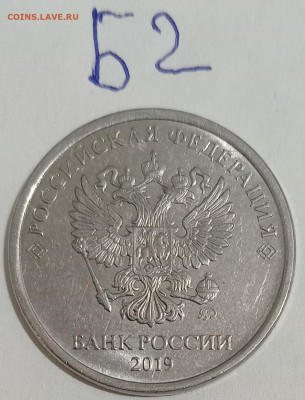 COINS.LAVE.RU
Б2
РОССИЙСКАЯ ФЕДЕРАЦИЯ
БАНК РОССИИ
2019